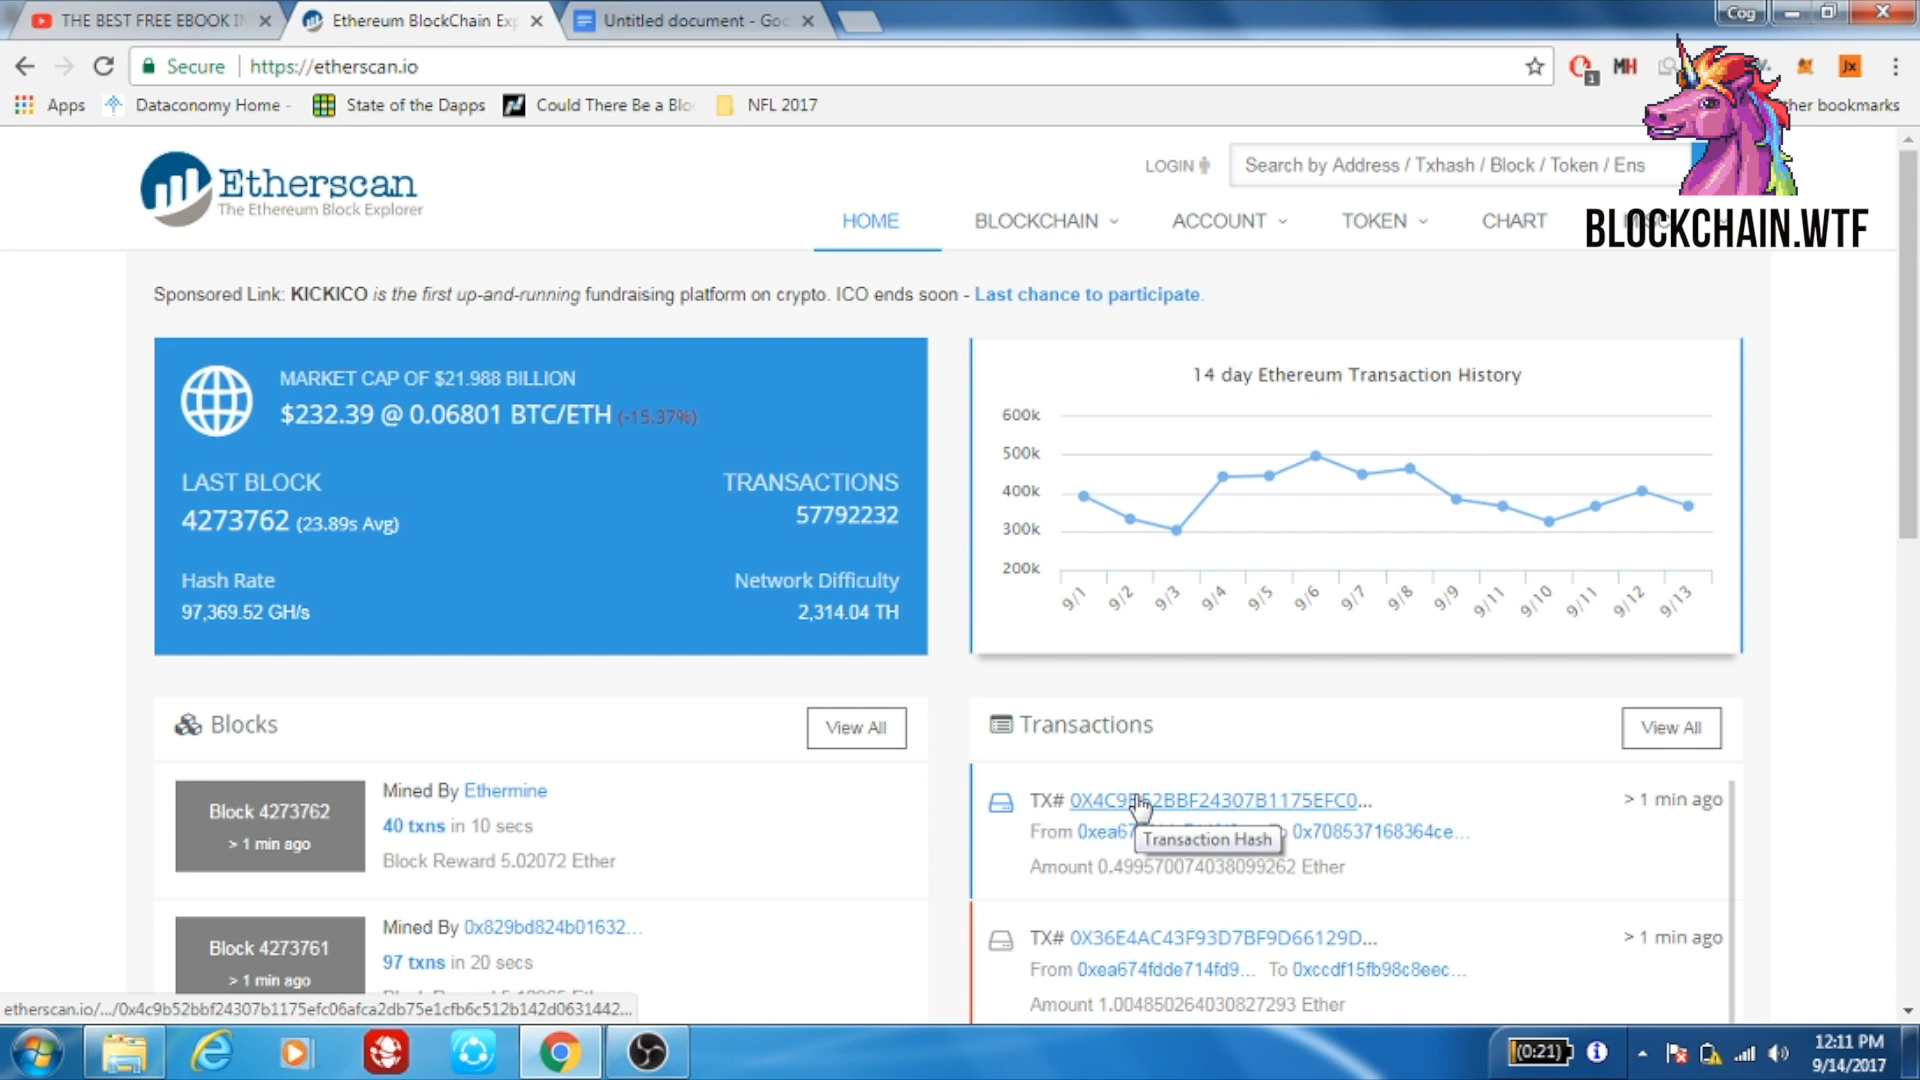 THE BEST FREE EBOOK IN
Ethereum BlockChain Exp
Untitled document - Goo
Cog
Secure
https://etherscan.io
1
MH
Jx
Apps
Dataconomy Home -
State of the Dapps
Could There Be a Blo
NFL 2017
her bookmarks
Etherscan
The Ethereum Block Explorer
LOGIN
Search by Address / Txhash / Block / Token / Ens
HOME
BLOCKCHAIN
ACCOUNT
TOKEN
CHART
BLOCKCHAIN.WTF
Sponsored Link: KICKICO is the first up-and-running fundraising platform on crypto. ICO ends soon - Last chance to participate.
MARKET CAP OF $21.988 BILLION
$232.39 @ 0.06801 BTC/ETH (-15.37%)
LAST BLOCK
4273762 (23.89s Avg)
TRANSACTIONS
57792232
Hash Rate
97,369.52 GH/s
Network Difficulty
2,314.04 TH
14 day Ethereum Transaction History
600k
500k
400k
300k
200k
9/1
9/2
9/3
9/4
9/5
9/6
9/7
9/8
9/9
9/11
9/10
9/11
9/12
9/13
Blocks
View All
Block 4273762
> 1 min ago
Mined By Ethermine
40 txns in 10 secs
Block Reward 5.02072 Ether
Block 4273761
> 1 min ago
Mined By 0x829bd824b01632...
97 txns in 20 secs
Transactions
View All
TX# 0X4C9B52BBF24307B1175EFC0...
> 1 min ago
From 0xea67 To 0x708537168364ce...
Transaction Hash
Amount 0.499570074038099262 Ether
TX# 0X36E4AC43F93D7BF9D66129D...
> 1 min ago
From 0xea674fdde714fd9... To 0xccdf15fb98c8eec...
Amount 1.004850264030827293 Ether
etherscan.io/.../0x4c9b52bbf24307b1175efc06afca2db75e1cfb6c512b142d0631442...
(0:21)
12:11 PM
9/14/2017